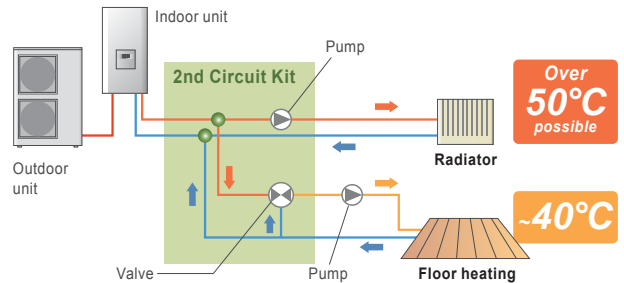 Indoor unit
Pump
2nd Circuit Kit
Over
50°C
possible
Radiator
Outdoor
unit
~40°C
Valve
Pump
Floor heating